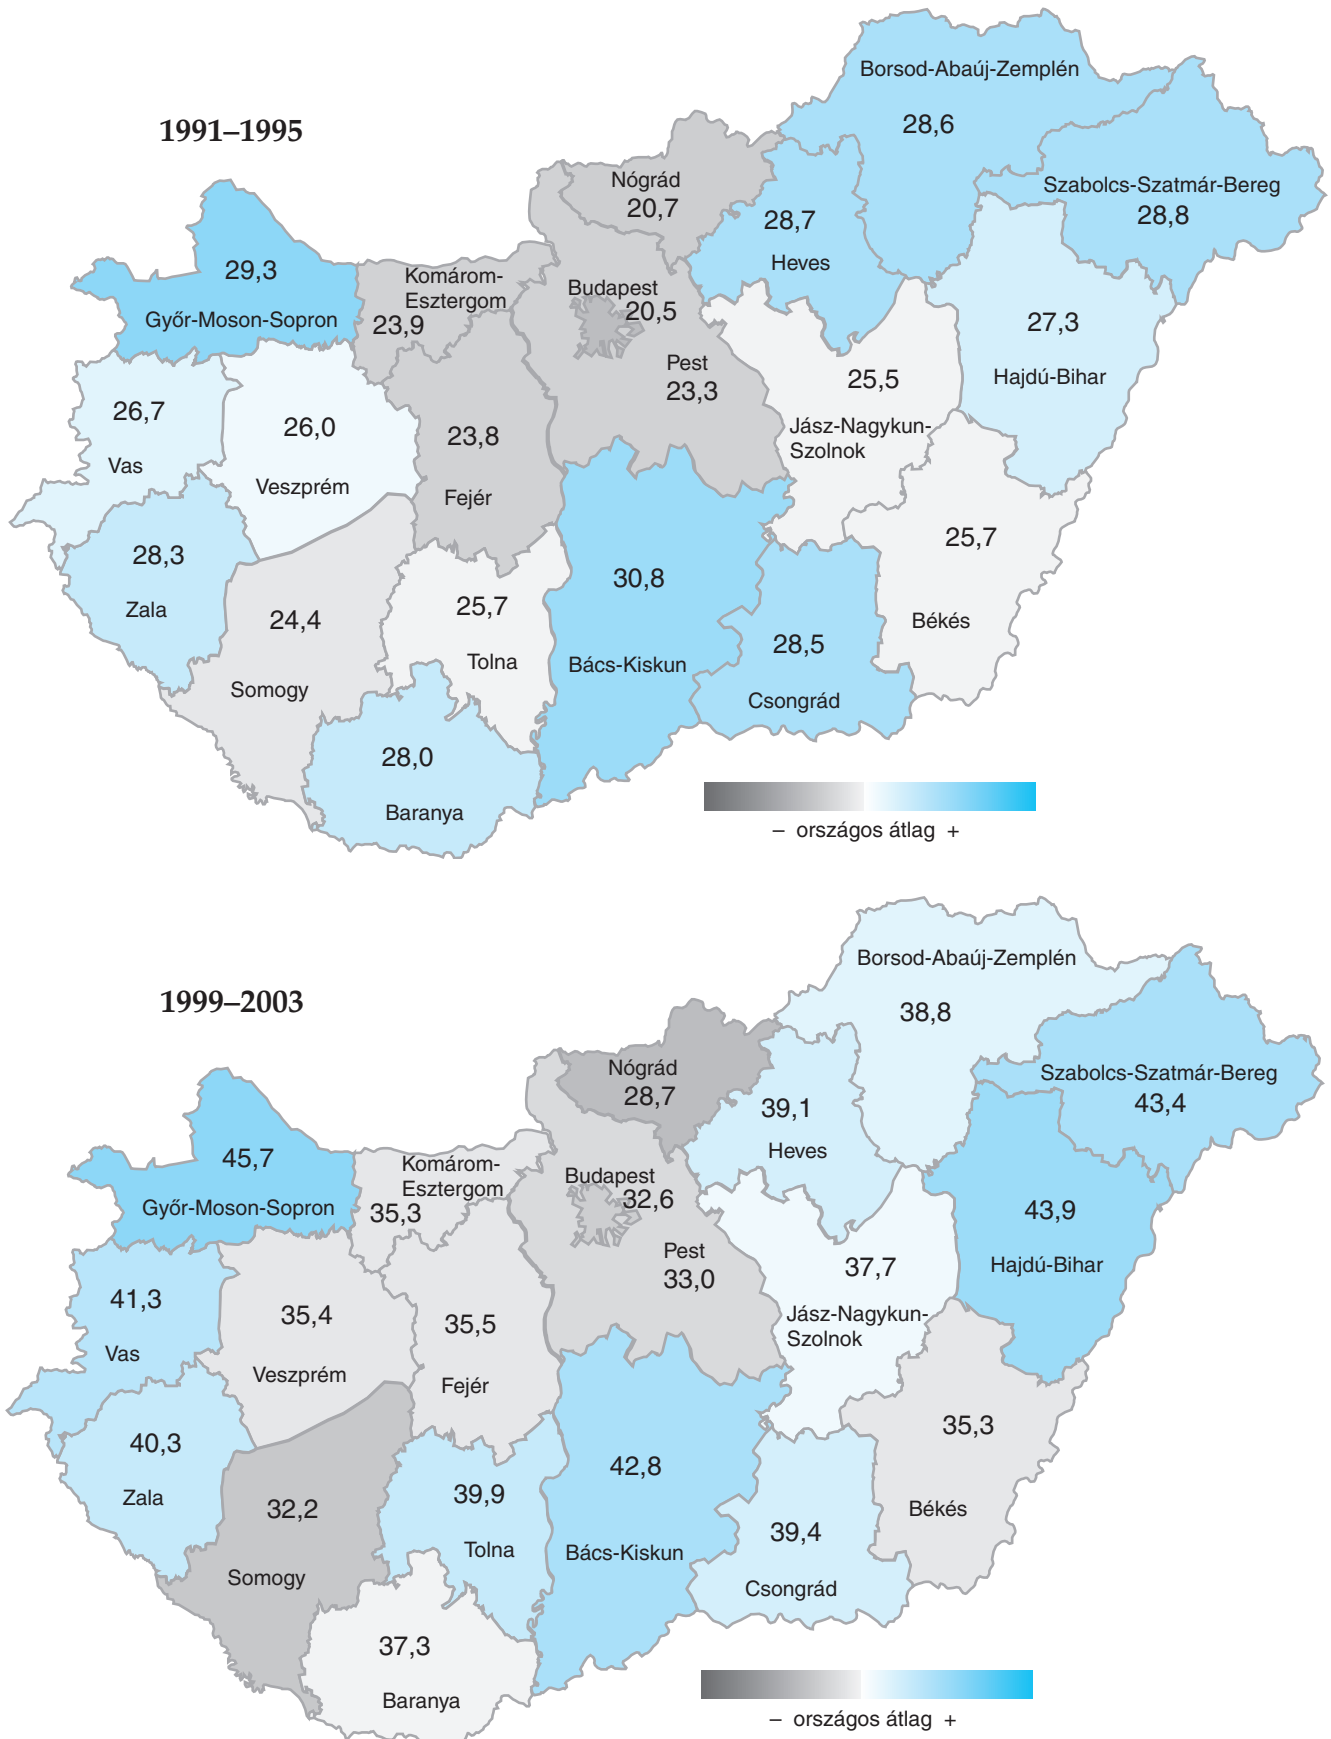 1991–1995
Borsod-Abaúj-Zemplén
28,6
Szabolcs-Szatmár-Bereg
28,8
Nógrád
20,7
28,7
Heves
29,3
Győr-Moson-Sopron
Komárom-
Esztergom
23,9
Budapest
20,5
Pest
23,3
27,3
Hajdú-Bihar
25,5
Jász-Nagykun-
Szolnok
26,7
Vas
26,0
Veszprém
23,8
Fejér
28,3
Zala
24,4
Somogy
25,7
Tolna
30,8
Bács-Kiskun
28,5
Csongrád
25,7
Békés
28,0
Baranya
– országos átlag +
1999–2003
Borsod-Abaúj-Zemplén
38,8
Szabolcs-Szatmár-Bereg
43,4
Nógrád
28,7
39,1
Heves
45,7
Győr-Moson-Sopron
Komárom-
Esztergom
35,3
Budapest
32,6
Pest
33,0
43,9
Hajdú-Bihar
37,7
Jász-Nagykun-
Szolnok
41,3
Vas
35,4
Veszprém
35,5
Fejér
40,3
Zala
32,2
Somogy
39,9
Tolna
42,8
Bács-Kiskun
39,4
Csongrád
35,3
Békés
37,3
Baranya
– országos átlag +